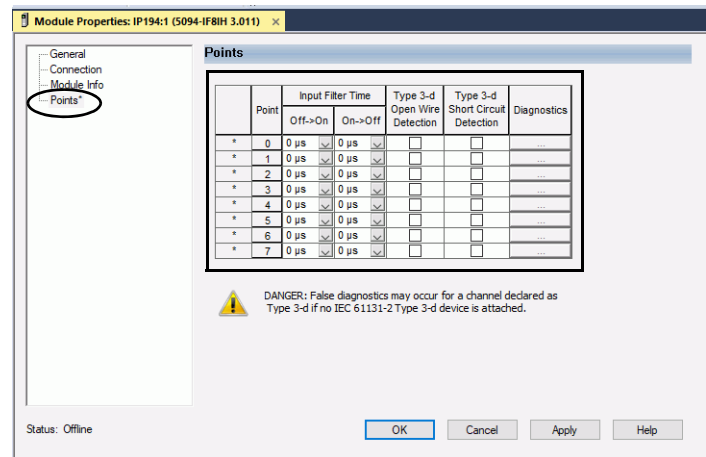 Module Properties: IP194:1 (5094-IF8IH 3.011) ×
General
Connection
Module Info
Points*
Points
Point Input Filter Time Type 3-d Open Wire Detection Type 3-d Short Circuit Detection Diagnostics
Off->On On->Off
* 0 0 µs 0 µs ...
* 1 0 µs 0 µs ...
* 2 0 µs 0 µs ...
* 3 0 µs 0 µs ...
* 4 0 µs 0 µs ...
* 5 0 µs 0 µs ...
* 6 0 µs 0 µs ...
* 7 0 µs 0 µs ...
DANGER: False diagnostics may occur for a channel declared as
Type 3-d if no IEC 61131-2 Type 3-d device is attached.
Status: Offline
OK Cancel Apply Help